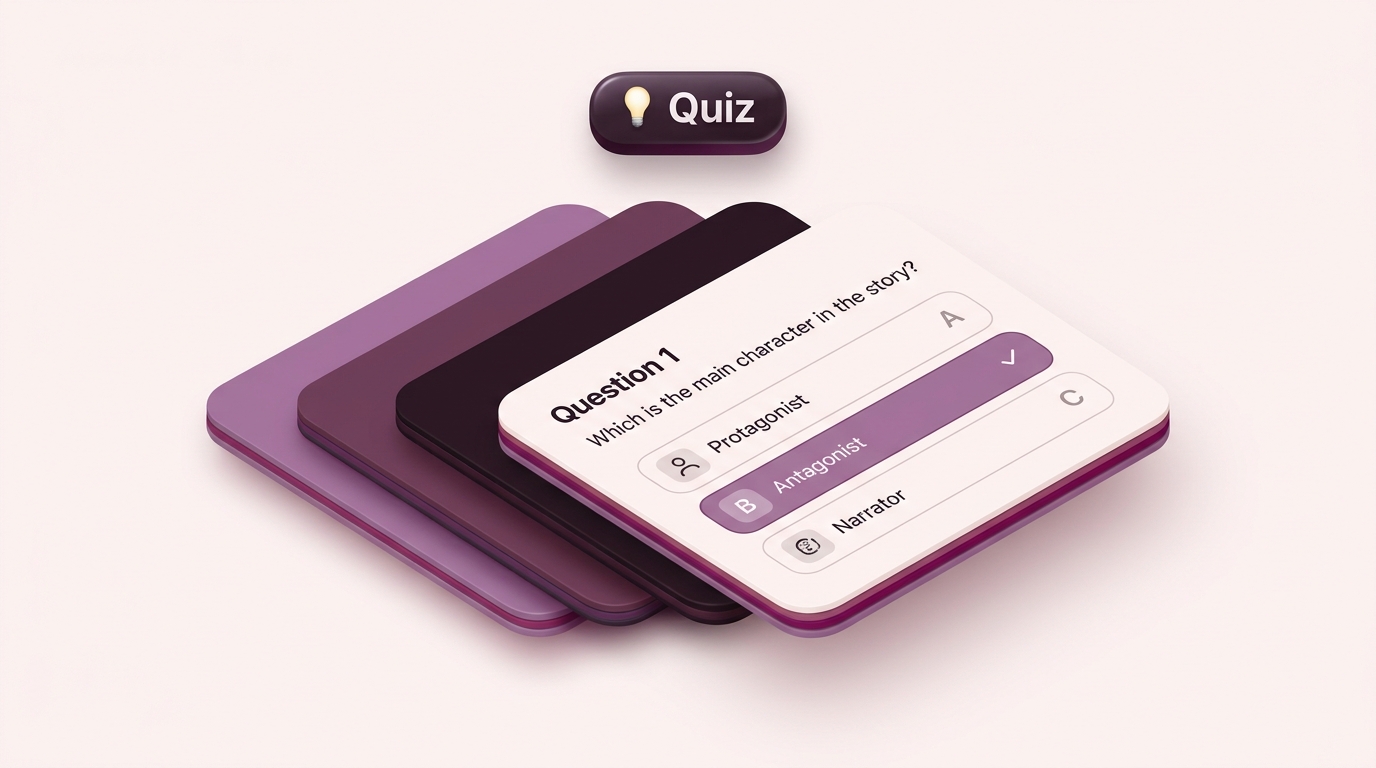 Quiz
Question 1
Which is the main character in the story?
Protagonist A
B Antagonist
Narrator C